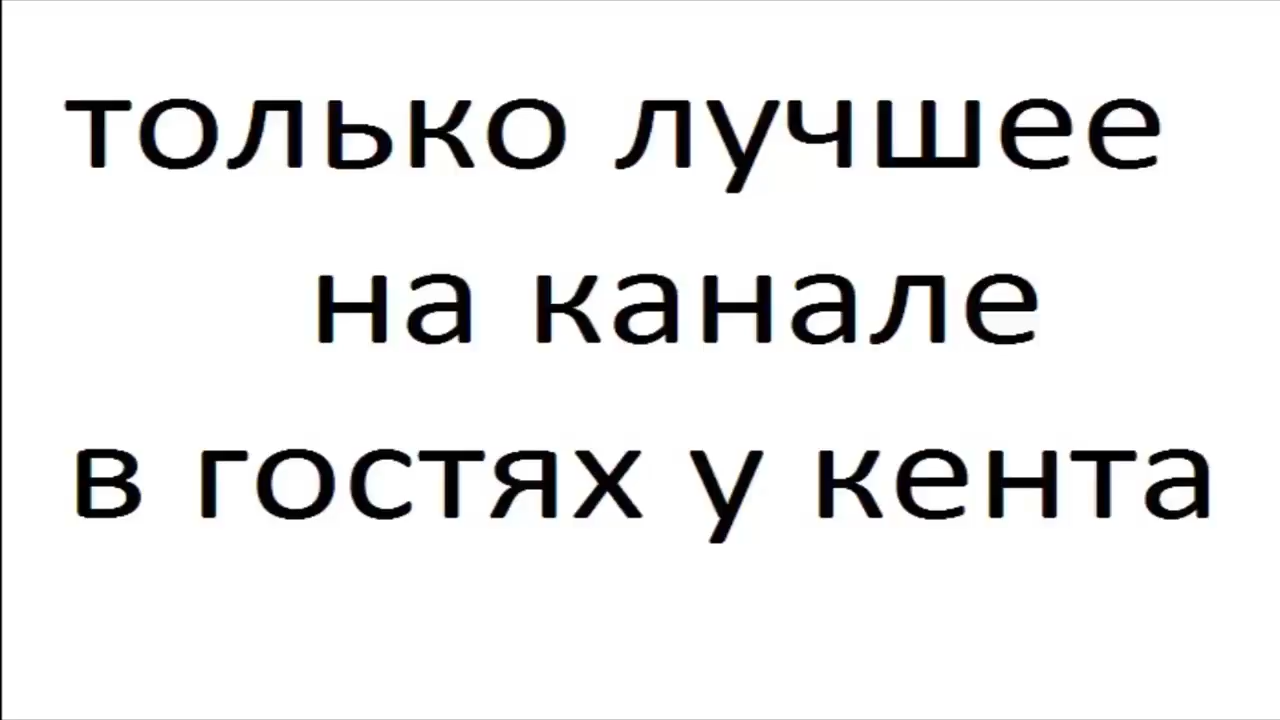 только лучшее
на канале
в гостях у кента